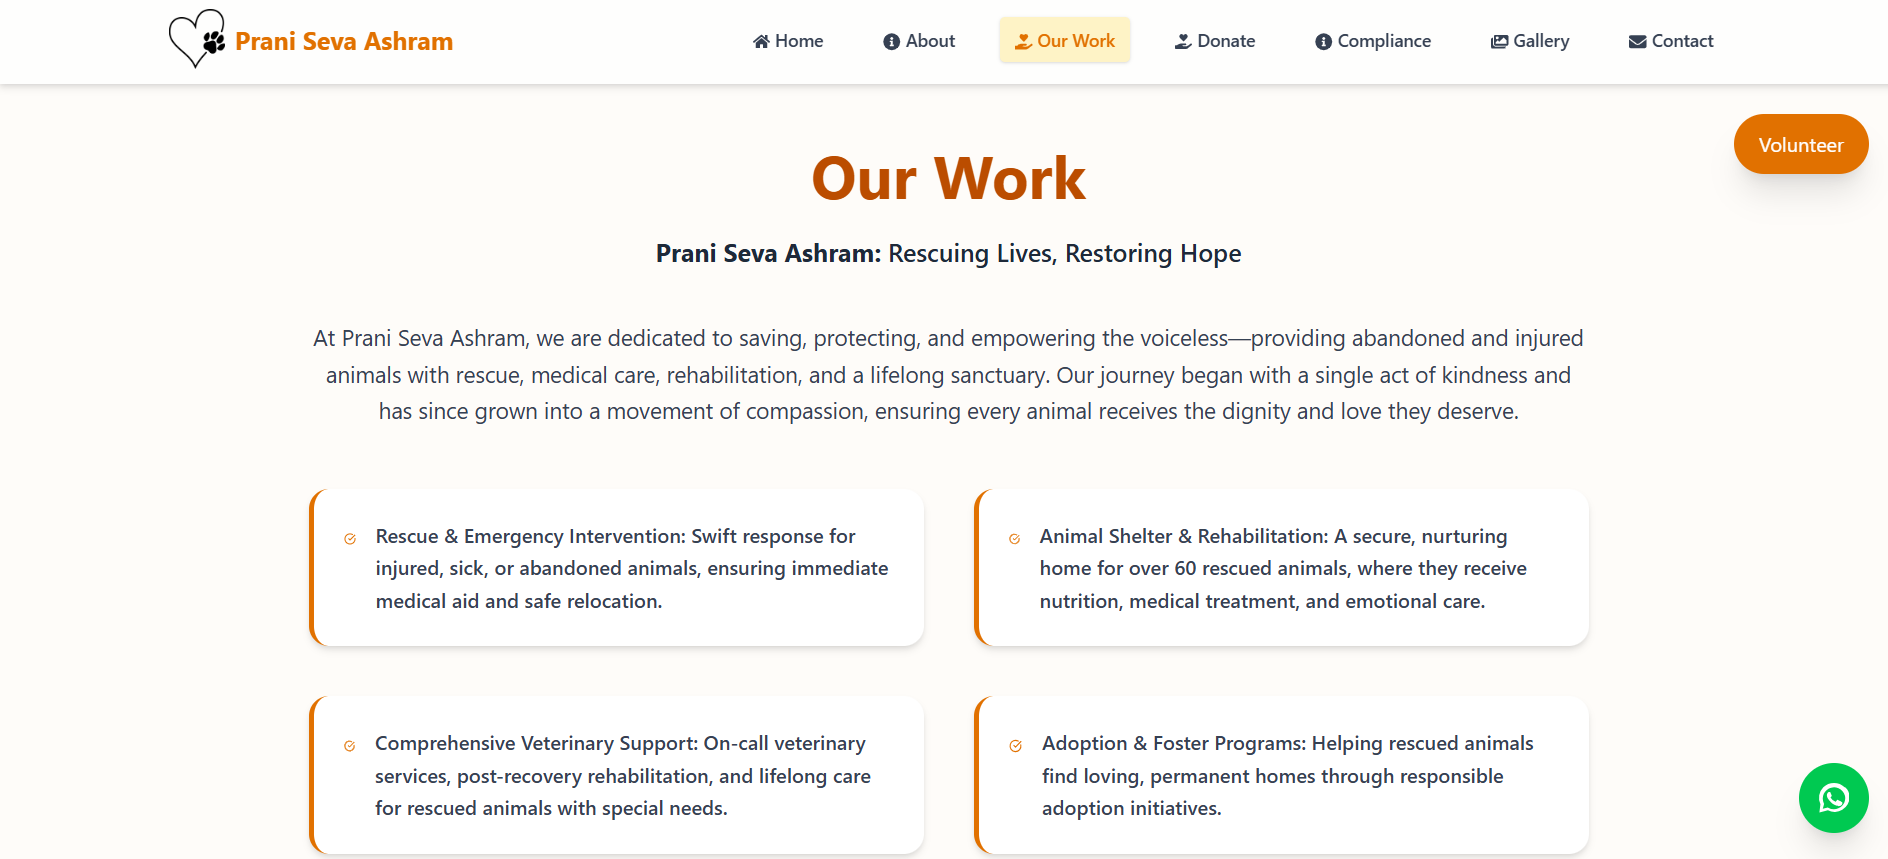 Prani Seva Ashram
Home
About
Our Work
Donate
Compliance
Gallery
Contact
Volunteer
Our Work
Prani Seva Ashram: Rescuing Lives, Restoring Hope
At Prani Seva Ashram, we are dedicated to saving, protecting, and empowering the voiceless—providing abandoned and injured
animals with rescue, medical care, rehabilitation, and a lifelong sanctuary. Our journey began with a single act of kindness and
has since grown into a movement of compassion, ensuring every animal receives the dignity and love they deserve.
Rescue & Emergency Intervention: Swift response for
injured, sick, or abandoned animals, ensuring immediate
medical aid and safe relocation.
Animal Shelter & Rehabilitation: A secure, nurturing
home for over 60 rescued animals, where they receive
nutrition, medical treatment, and emotional care.
Comprehensive Veterinary Support: On-call veterinary
services, post-recovery rehabilitation, and lifelong care
for rescued animals with special needs.
Adoption & Foster Programs: Helping rescued animals
find loving, permanent homes through responsible
adoption initiatives.